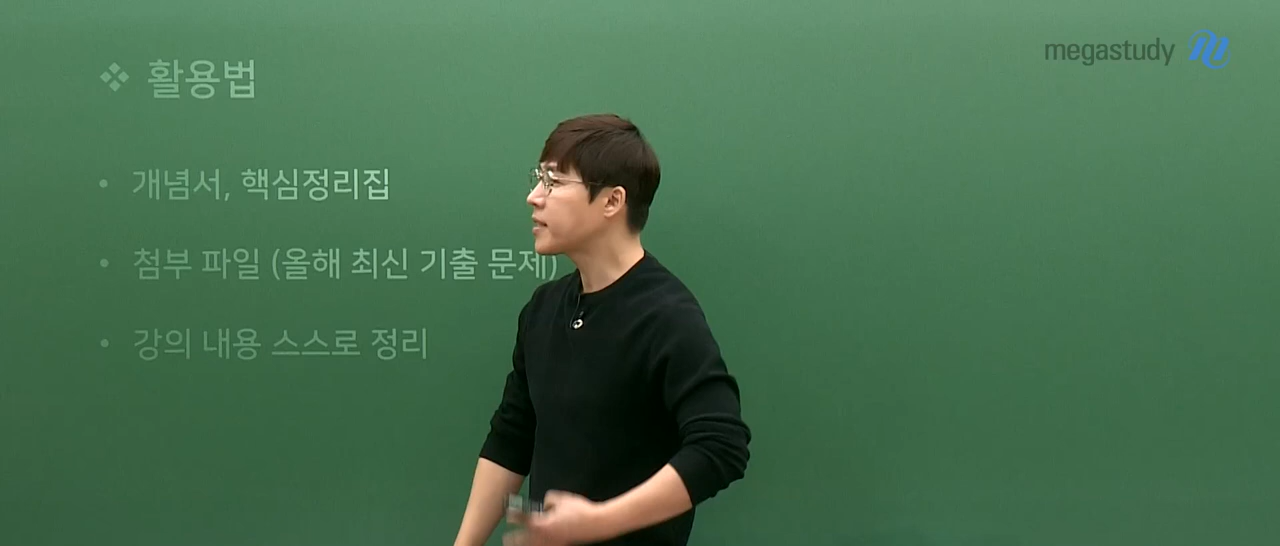 ❖ 활용법
megastudy
• 개념서, 핵심정리집
• 첨부 파일 (올해 최신 기출 문제)
• 강의 내용 스스로 정리